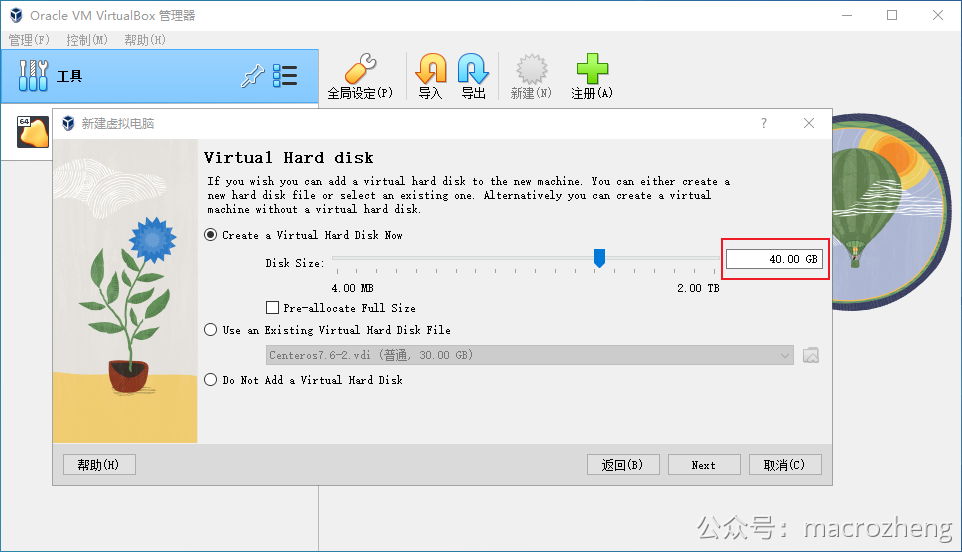 Oracle VM VirtualBox 管理器
管理(F) 控制(M) 帮助(H)
工具
全局设定(P) 导入 导出 新建(N) 注册(A)
64
新建虚拟电脑
?
Virtual Hard disk
If you wish you can add a virtual hard disk to the new machine. You can either create a
new hard disk file or select an existing one. Alternatively you can create a virtual
machine without a virtual hard disk.
Create a Virtual Hard Disk Now
Disk Size:
40.00 GB
4.00 MB 2.00 TB
Pre-allocate Full Size
Use an Existing Virtual Hard Disk File
Centeros7.6-2.vdi (普通, 30.00 GB)
Do Not Add a Virtual Hard Disk
帮助(H) 返回(B) Next 取消(C)
公众号：macrozheng